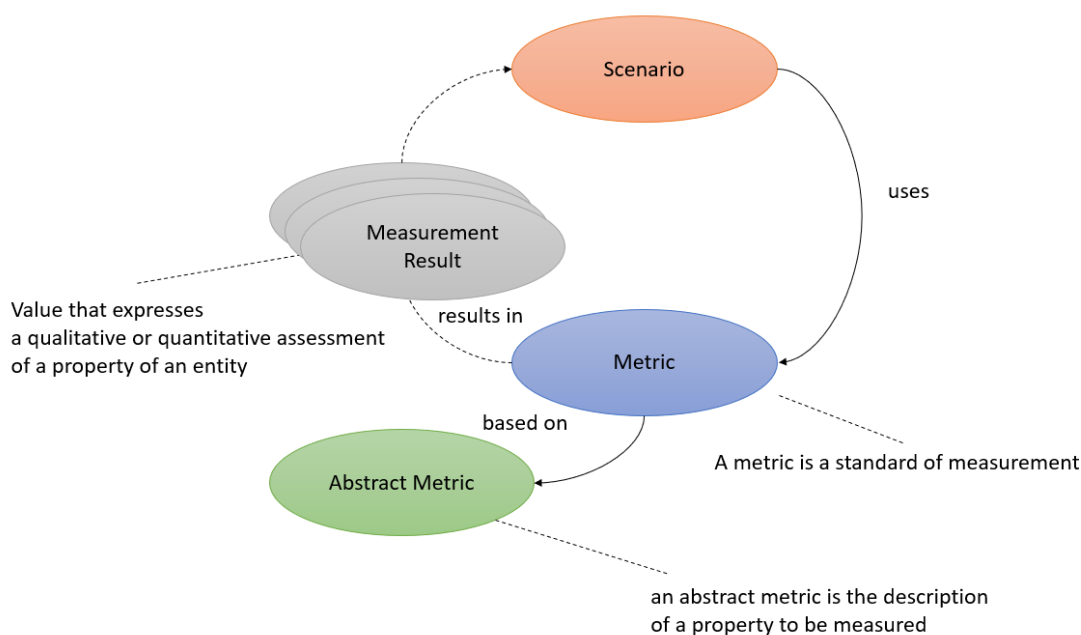 Scenario
uses
Measurement
Result
Value that expresses
a qualitative or quantitative assessment
of a property of an entity
results in
Metric
based on
A metric is a standard of measurement
Abstract Metric
an abstract metric is the description
of a property to be measured